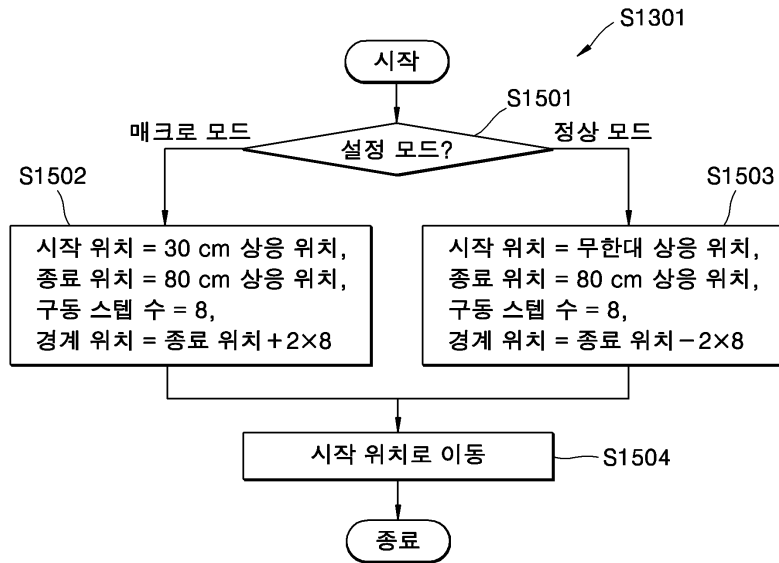 S1301
시작
S1501
매크로 모드
설정 모드?
정상 모드
S1502
S1503
시작 위치 = 30 cm 상응 위치,
종료 위치 = 80 cm 상응 위치,
구동 스텝 수 = 8,
경계 위치 = 종료 위치+2×8
시작 위치 = 무한대 상응 위치,
종료 위치 = 80 cm 상응 위치,
구동 스텝 수 = 8,
경계 위치 = 종료 위치-2×8
시작 위치로 이동
S1504
종료